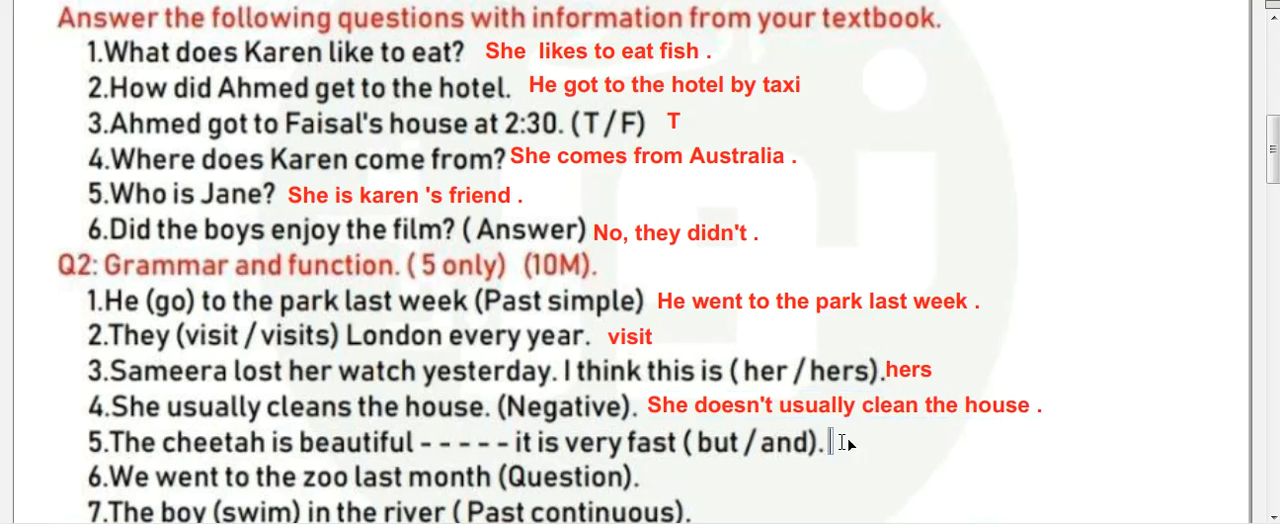 Answer the following questions with information from your textbook.
1.What does Karen like to eat? She likes to eat fish .
2.How did Ahmed get to the hotel. He got to the hotel by taxi
3.Ahmed got to Faisal's house at 2:30. (T/F) T
4.Where does Karen come from? She comes from Australia .
5.Who is Jane? She is karen 's friend .
6.Did the boys enjoy the film? ( Answer) No, they didn't .
Q2: Grammar and function. ( 5 only) (10M).
1.He (go) to the park last week (Past simple) He went to the park last week .
2.They (visit / visits) London every year. visit
3.Sameera lost her watch yesterday. I think this is ( her / hers). hers
4.She usually cleans the house. (Negative). She doesn't usually clean the house .
5.The cheetah is beautiful - - - - - it is very fast ( but / and).
6.We went to the zoo last month (Question).
7.The boy (swim) in the river ( Past continuous).